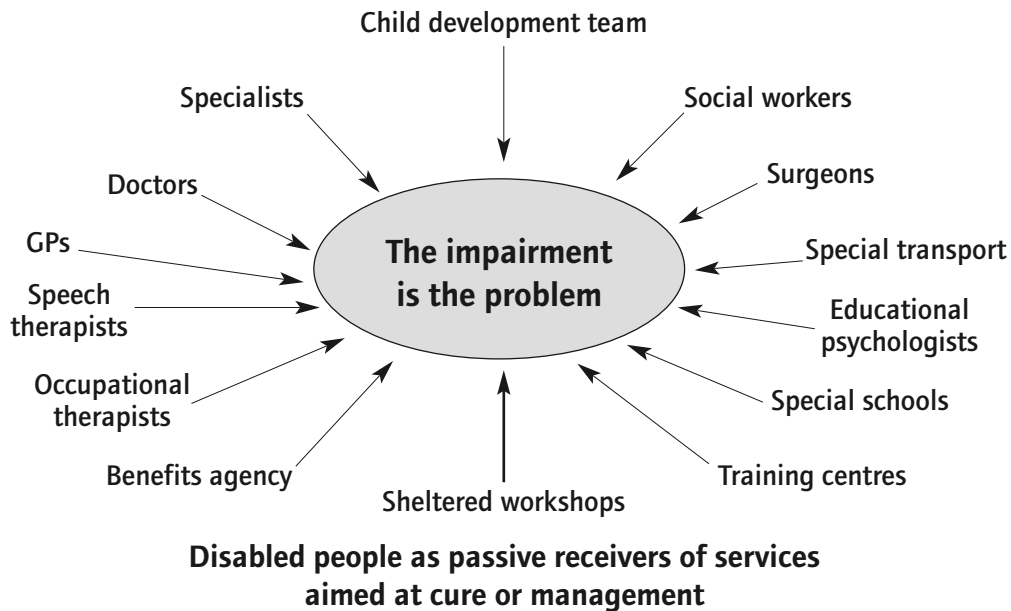 Child development team
Specialists
Social workers
Doctors
Surgeons
GPs
Special transport
The impairment
is the problem
Speech
therapists
Educational
psychologists
Occupational
therapists
Special schools
Benefits agency
Training centres
Sheltered workshops
Disabled people as passive receivers of services
aimed at cure or management